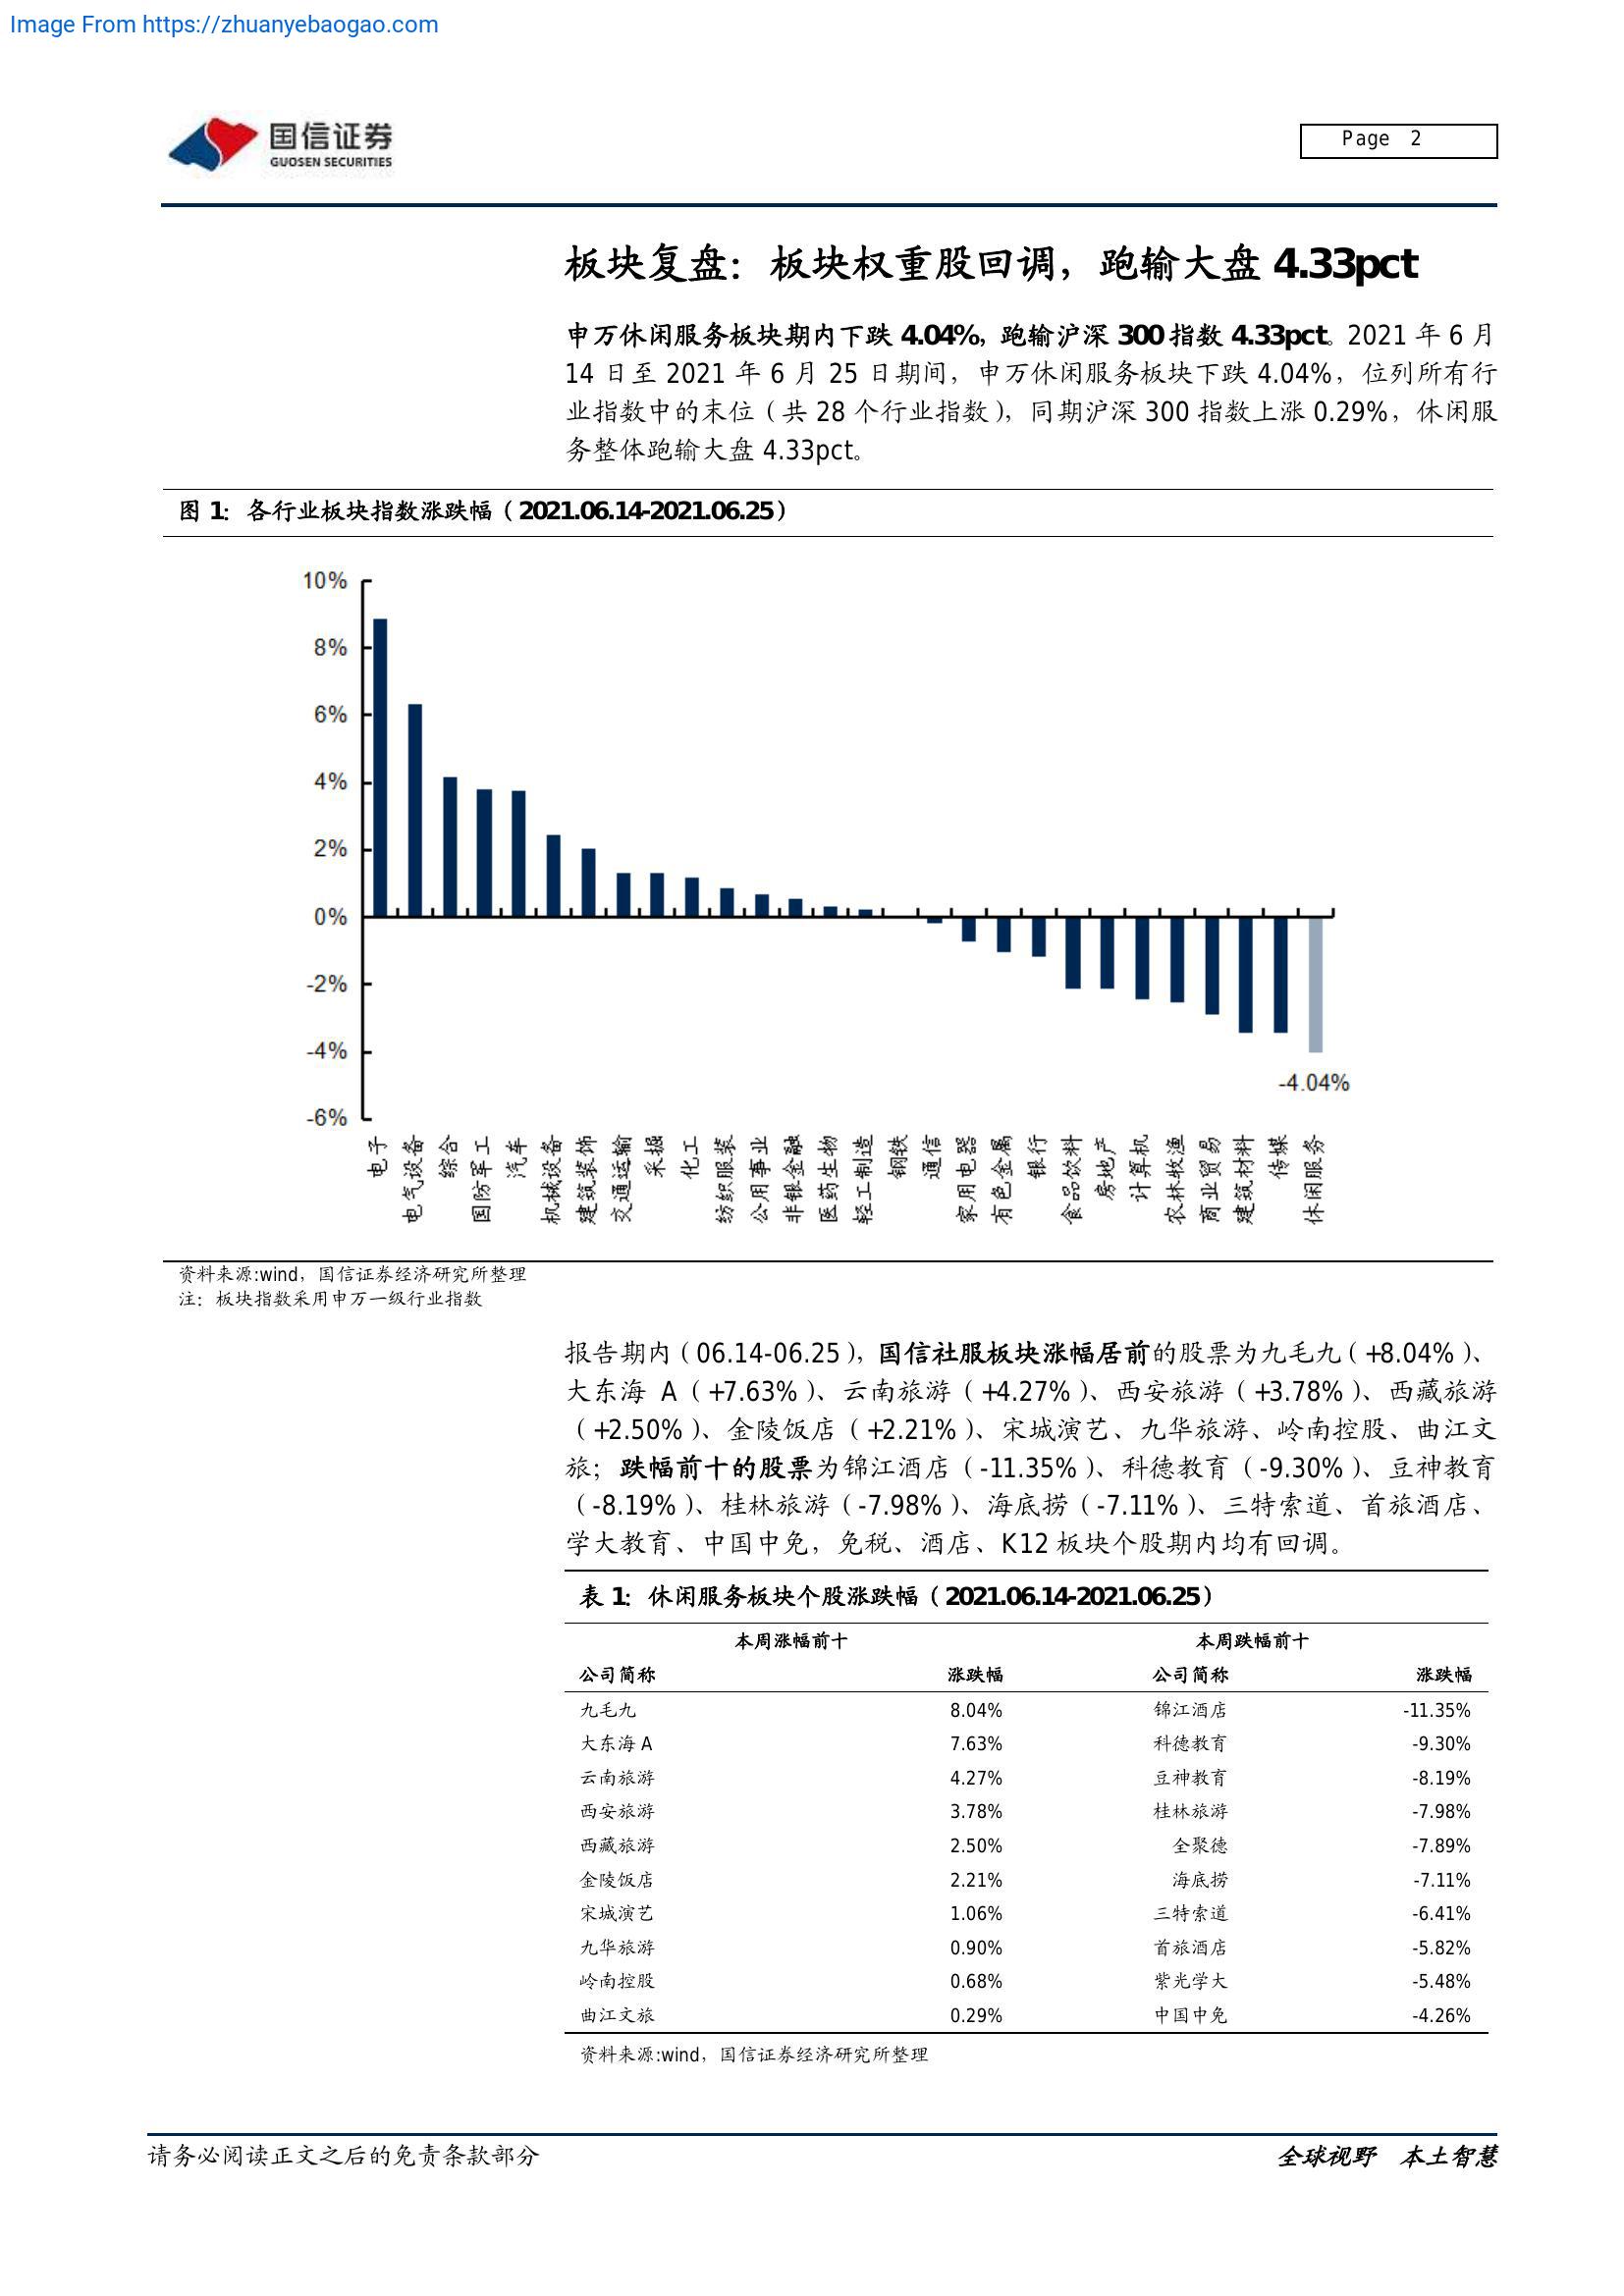 Image From https://zhuanyebaogao.com
国信证券
GUOSEN SECURITIES
Page 2
板块复盘：板块权重股回调，跑输大盘 4.33pct
申万休闲服务板块期内下跌 4.04%，跑输沪深 300 指数 4.33pct。2021 年 6 月
14 日至 2021 年 6 月 25 日期间，申万休闲服务板块下跌 4.04%，位列所有行
业指数中的末位（共 28 个行业指数），同期沪深 300 指数上涨 0.29%，休闲服
务整体跑输大盘 4.33pct。
图 1：各行业板块指数涨跌幅（2021.06.14-2021.06.25）
10%
8%
6%
4%
2%
0%
-2%
-4%
-6%
-4.04%
电子
电气设备
综合
国防军工
汽车
机械设备
建筑装饰
交通运输
采掘
化工
纺织服装
公用事业
非银金融
医药生物
轻工制造
钢铁
通信
家用电器
有色金属
银行
食品饮料
房地产
计算机
农林牧渔
商业贸易
建筑材料
传媒
休闲服务
资料来源:wind，国信证券经济研究所整理
注：板块指数采用申万一级行业指数
报告期内（06.14-06.25），国信社服板块涨幅居前的股票为九毛九（+8.04%）、
大东海 A（+7.63%）、云南旅游（+4.27%）、西安旅游（+3.78%）、西藏旅游
（+2.50%）、金陵饭店（+2.21%）、宋城演艺、九华旅游、岭南控股、曲江文
旅；跌幅前十的股票为锦江酒店（-11.35%）、科德教育（-9.30%）、豆神教育
（-8.19%）、桂林旅游（-7.98%）、海底捞（-7.11%）、三特索道、首旅酒店、
学大教育、中国中免，免税、酒店、K12 板块个股期内均有回调。
表 1：休闲服务板块个股涨跌幅（2021.06.14-2021.06.25）
本周涨幅前十 本周跌幅前十
公司简称 涨跌幅 公司简称 涨跌幅
九毛九 8.04% 锦江酒店 -11.35%
大东海 A 7.63% 科德教育 -9.30%
云南旅游 4.27% 豆神教育 -8.19%
西安旅游 3.78% 桂林旅游 -7.98%
西藏旅游 2.50% 全聚德 -7.89%
金陵饭店 2.21% 海底捞 -7.11%
宋城演艺 1.06% 三特索道 -6.41%
九华旅游 0.90% 首旅酒店 -5.82%
岭南控股 0.68% 紫光学大 -5.48%
曲江文旅 0.29% 中国中免 -4.26%
资料来源:wind，国信证券经济研究所整理
请务必阅读正文之后的免责条款部分
全球视野 本土智慧